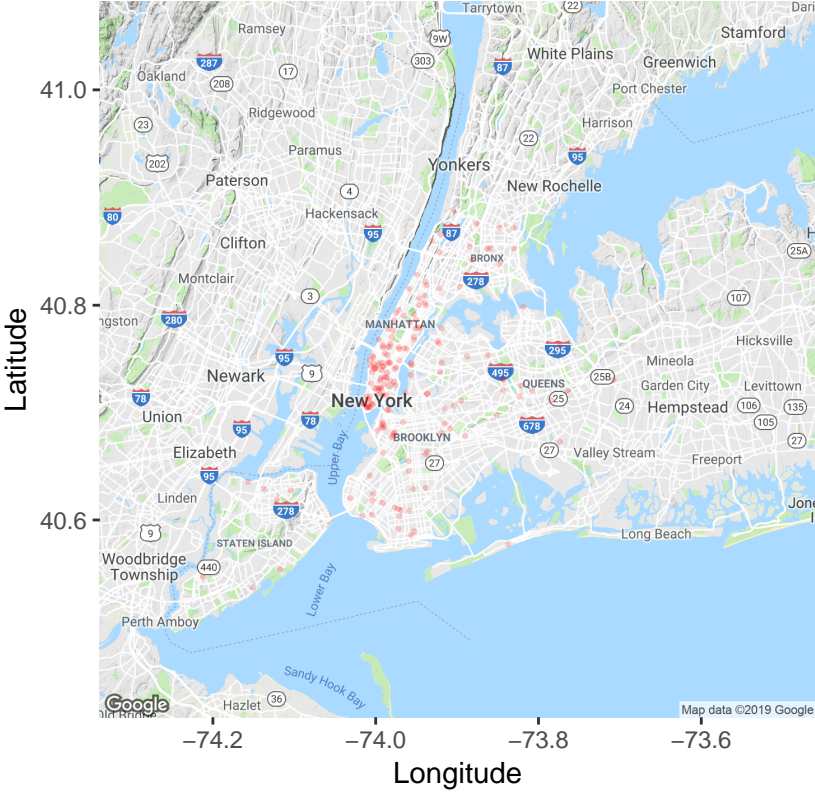 Tarrytown
22
Dari
Ramsey
9W
Stamford
287
303
87
White Plains
Greenwich
Oakland
208
17
Port Chester
41.0
Ridgewood
23
Harrison
22
202
Paramus
95
Yonkers
Paterson
4
New Rochelle
80
Hackensack
95
87
H
Clifton
25A
BRONX
Montclair
278
3
107
40.8
ngston
280
MANHATTAN
295
Hicksville
95
9
495
Mineola
Newark
QUEENS
25B
Garden City
Levittown
78
New York
25
24
Hempstead
106
135
Union
95
78
678
105
BROOKLYN
27
Elizabeth
Upper Bay
27
27
Valley Stream
Freeport
95
Linden
278
Jone
40.6
9
Long Beach
STATEN ISLAND
Woodbridge
Township
440
Lower Bay
Perth Amboy
Sandy Hook Bay
Google
36
Hazlet
Old Bridge
Map data ©2019 Google
−74.2
−74.0
−73.8
−73.6
Longitude
Latitude